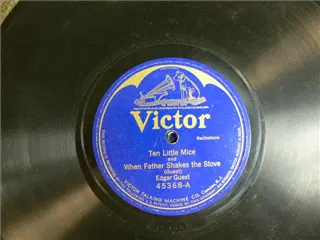 Victor
Recitations
Ten Little Mice
and
When Father Shakes the Stove
(Guest)
Edgar Guest
45368-A
VICTOR TALKING MACHINE CO. Camden, N.J.